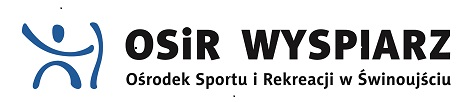 OSiR WYSPIARZ
Ośrodek Sportu i Rekreacji w Świnoujściu